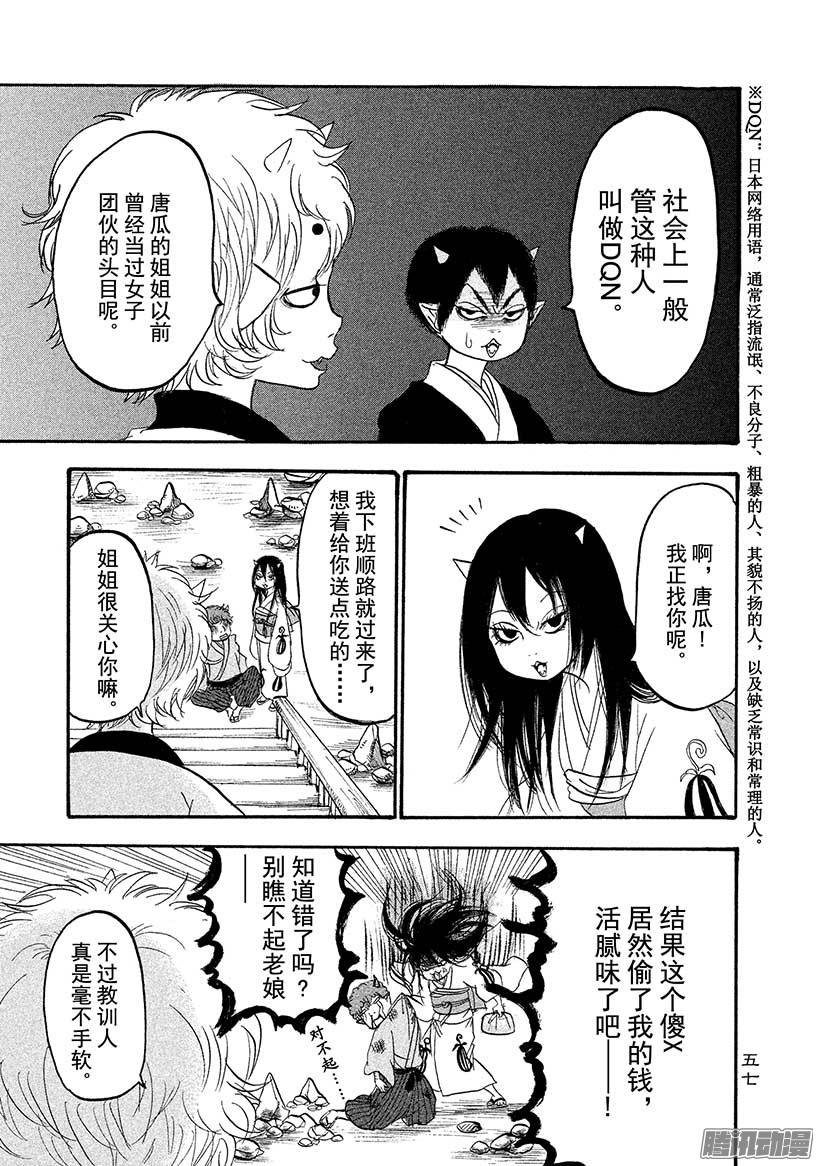 ※DQN：日本网络用语，通常泛指流氓、不良分子、粗暴的人、其貌不扬的人，以及缺乏常识和常理的人。
社会上一般
管这种人
叫做DQN。
唐瓜的姐姐以前
曾经当过女子
团伙的头目呢。
啊，唐瓜！
我正找你呢。
我下班顺路就过来了，
想着给你送点吃的……
姐姐很关心你嘛。
结果这个傻X
居然偷了我的钱，
活腻味了吧——！
知道错了吗？
别瞧不起老娘
——
对不起……
不过教训人
真是毫不手软。
五七
腾讯动漫